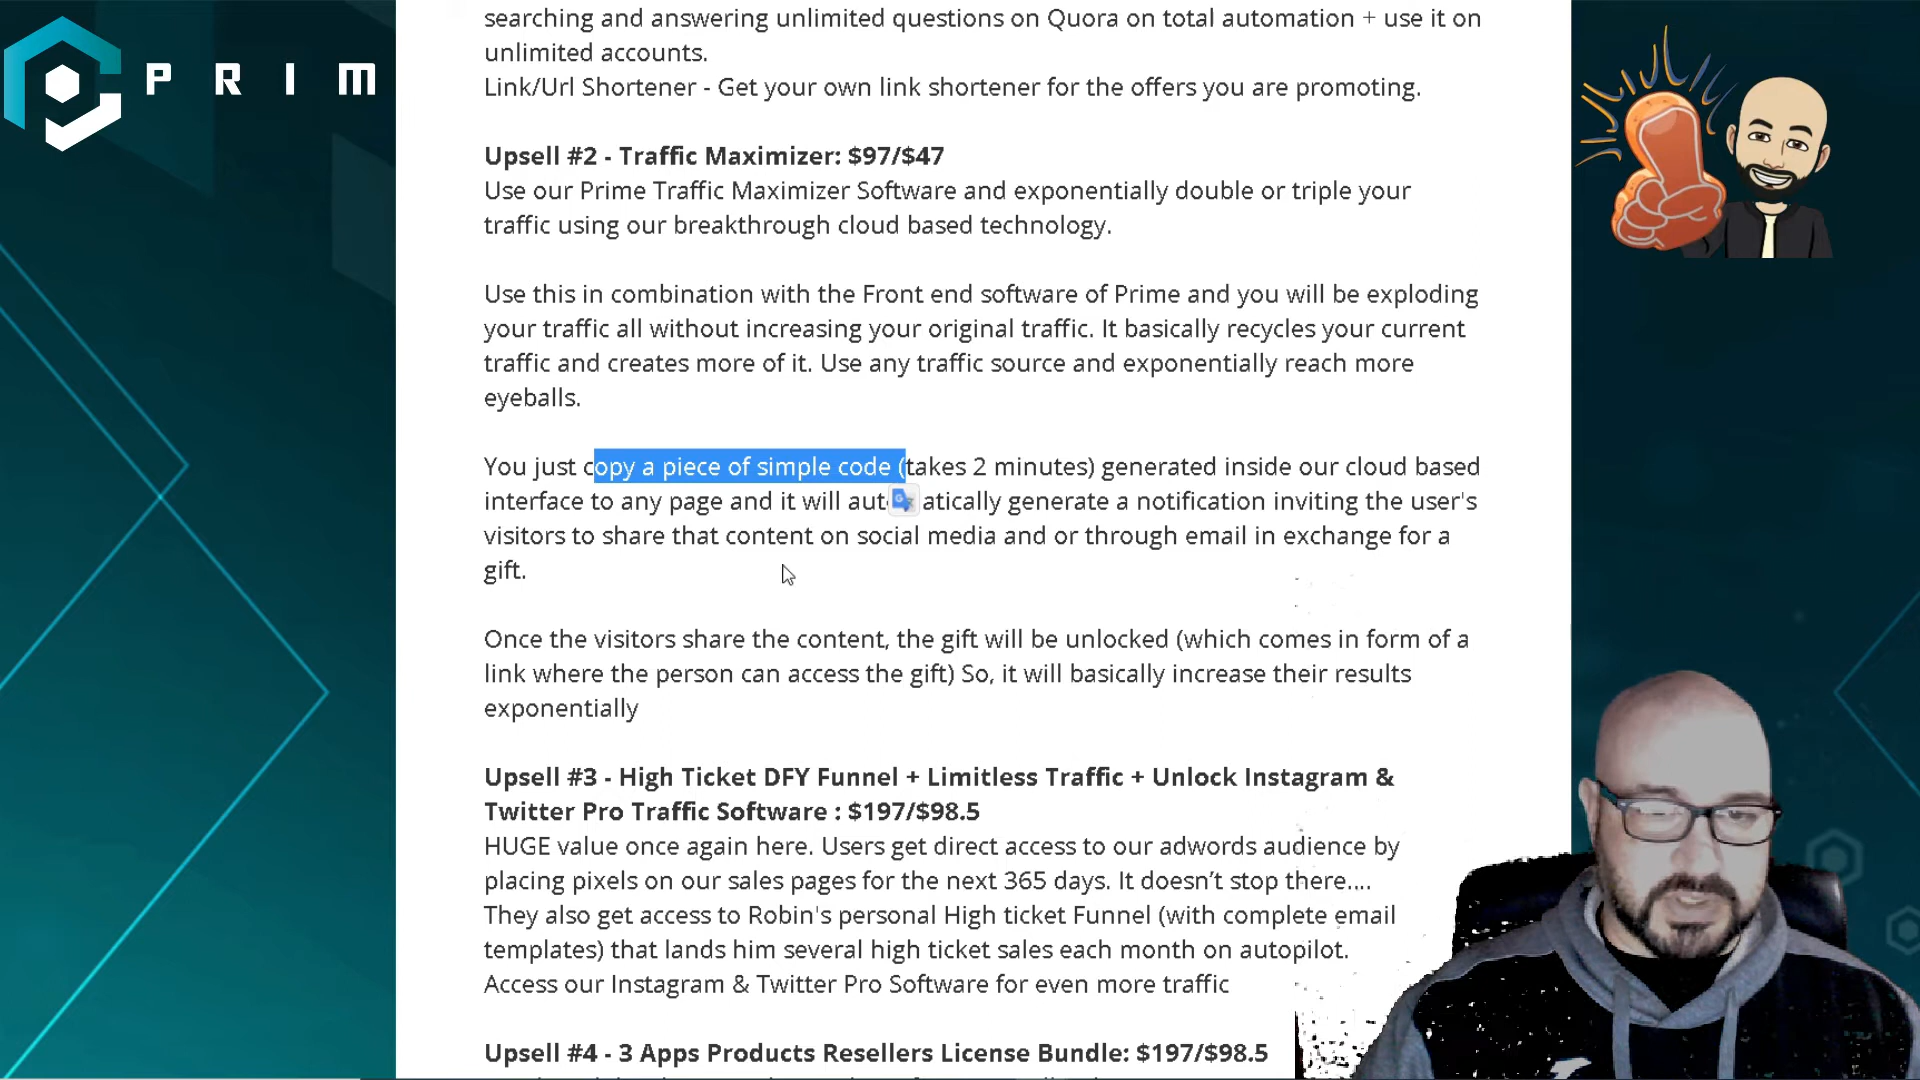 PRIM
searching and answering unlimited questions on Quora on total automation + use it on
unlimited accounts.
Link/Url Shortener - Get your own link shortener for the offers you are promoting.
Upsell #2 - Traffic Maximizer: $97/$47
Use our Prime Traffic Maximizer Software and exponentially double or triple your
traffic using our breakthrough cloud based technology.
Use this in combination with the Front end software of Prime and you will be exploding
your traffic all without increasing your original traffic. It basically recycles your current
traffic and creates more of it. Use any traffic source and exponentially reach more
eyeballs.
You just copy a piece of simple code (takes 2 minutes) generated inside our cloud based
interface to any page and it will aut atically generate a notification inviting the user's
visitors to share that content on social media and or through email in exchange for a
gift.
Once the visitors share the content, the gift will be unlocked (which comes in form of a
link where the person can access the gift) So, it will basically increase their results
exponentially
Upsell #3 - High Ticket DFY Funnel + Limitless Traffic + Unlock Instagram &
Twitter Pro Traffic Software : $197/$98.5
HUGE value once again here. Users get direct access to our adwords audience by
placing pixels on our sales pages for the next 365 days. It doesn’t stop there....
They also get access to Robin's personal High ticket Funnel (with complete email
templates) that lands him several high ticket sales each month on autopilot.
Access our Instagram & Twitter Pro Software for even more traffic
Upsell #4 - 3 Apps Products Resellers License Bundle: $197/$98.5